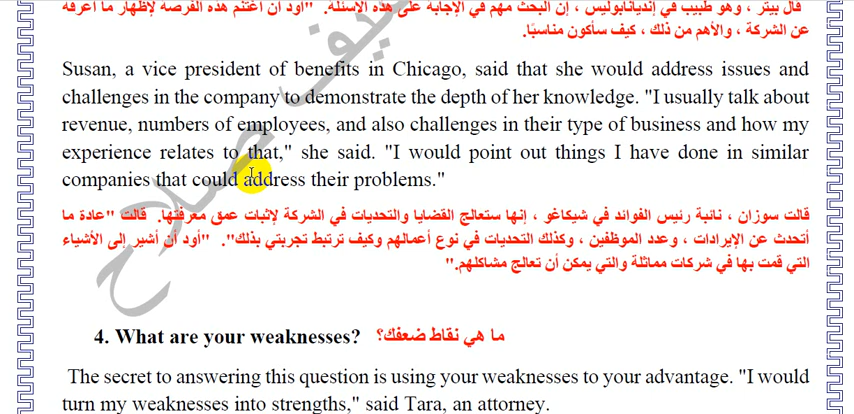 قال بيتر ، وهو طبيب في إنديانابوليس ، إن البحث مهم في الإجابة على هذه الأسئلة. "أود أن أغتنم هذه الفرصة لإظهار ما أعرفه
عن الشركة ، والأهم من ذلك ، كيف سأكون مناسبًا.
Susan, a vice president of benefits in Chicago, said that she would address issues and
challenges in the company to demonstrate the depth of her knowledge. "I usually talk about
revenue, numbers of employees, and also challenges in their type of business and how my
experience relates to that," she said. "I would point out things I have done in similar
companies that could address their problems."
قالت سوزان ، نائبة رئيس الفوائد في شيكاغو ، إنها ستعالج القضايا والتحديات في الشركة لإثبات عمق معرفتها. قالت "عادة ما
أتحدث عن الإيرادات ، وعدد الموظفين ، وكذلك التحديات في نوع أعمالهم وكيف ترتبط تجربتي بذلك". "أود أن أشير إلى الأشياء
التي قمت بها في شركات مماثلة والتي يمكن أن تعالج مشاكلهم."
4. What are your weaknesses? ما هي نقاط ضعفك؟
The secret to answering this question is using your weaknesses to your advantage. "I would
turn my weaknesses into strengths," said Tara, an attorney.